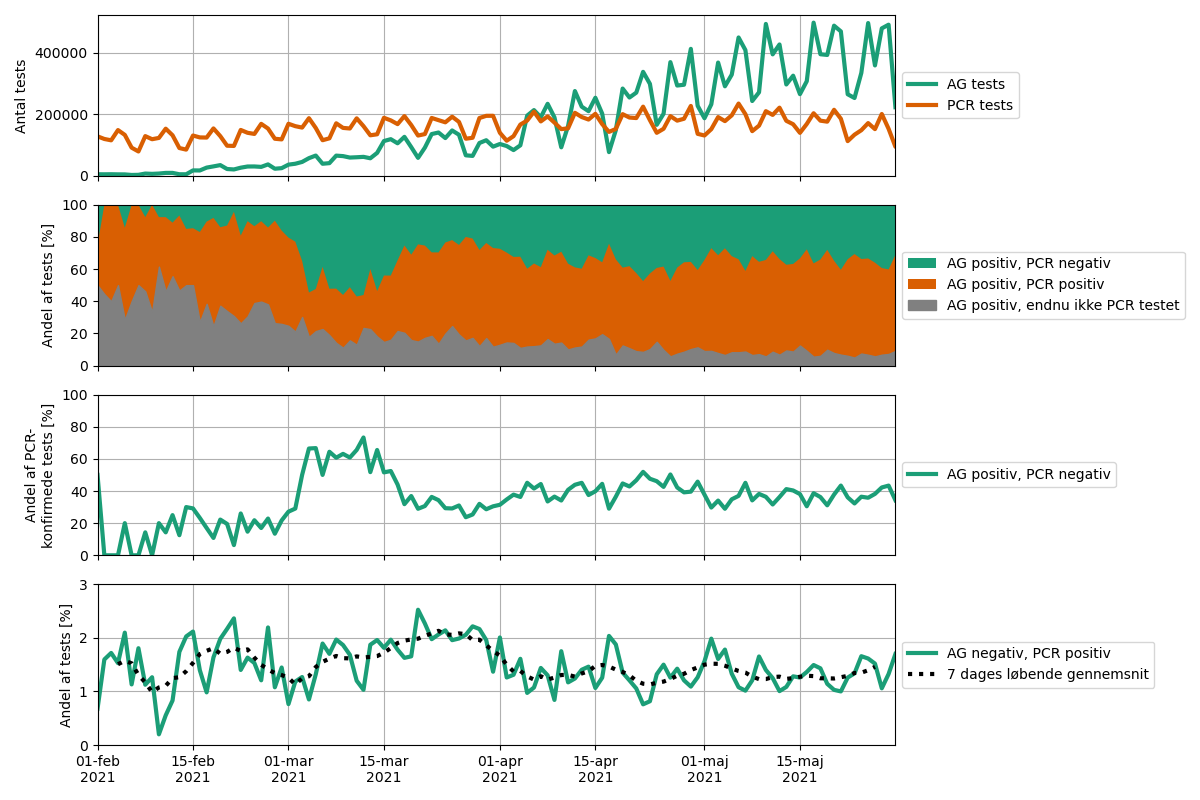 Antal tests
400000
200000
0
AG tests
PCR tests
Andel af tests [%]
100
80
60
40
20
0
AG positiv, PCR negativ
AG positiv, PCR positiv
AG positiv, endnu ikke PCR testet
Andel af PCR-
konfirmede tests [%]
100
80
60
40
20
0
AG positiv, PCR negativ
Andel af tests [%]
3
2
1
0
AG negativ, PCR positiv
7 dages løbende gennemsnit
01-feb 15-feb 01-mar 15-mar 01-apr 15-apr 01-maj 15-maj
2021 2021 2021 2021 2021 2021 2021 2021